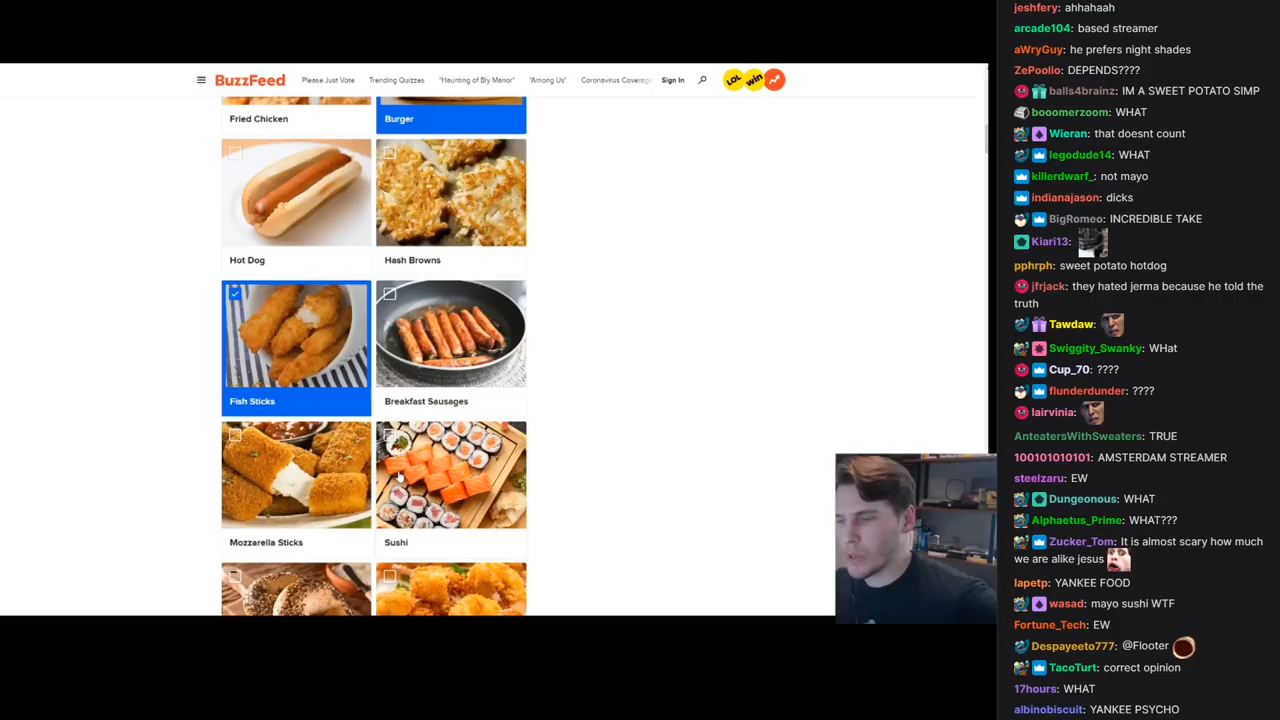 BuzzFeed
Please Just Vote
Trending Quizzes
"Haunting of Bly Manor"
"Among Us"
Coronavirus Coverage
Sign In
LOL
win
Fried Chicken
Burger
Hot Dog
Hash Browns
Fish Sticks
Breakfast Sausages
Mozzarella Sticks
Sushi
jeshfery: ahhahaah
arcade104: based streamer
aWryGuy: he prefers night shades
ZePoolio: DEPENDS????
balls4brainz: IM A SWEET POTATO SIMP
booomerzoom: WHAT
Wieran: that doesnt count
legodude14: WHAT
killerdwarf_: not mayo
indianajason: dicks
BigRomeo: INCREDIBLE TAKE
Kiari13:
pphrph: sweet potato hotdog
jfrjack: they hated jerma because he told the
truth
Tawdaw:
Swiggity_Swanky: WHat
Cup_70: ????
flunderdunder: ????
lairvinia:
AnteatersWithSweaters: TRUE
100101010101: AMSTERDAM STREAMER
steelzaru: EW
Dungeonous: WHAT
Alphaetus_Prime: WHAT???
Zucker_Tom: It is almost scary how much
we are alike jesus
lapetp: YANKEE FOOD
wasad: mayo sushi WTF
Fortune_Tech: EW
Despayeeto777: @Flooter
TacoTurt: correct opinion
17hours: WHAT
albinobiscuit: YANKEE PSYCHO